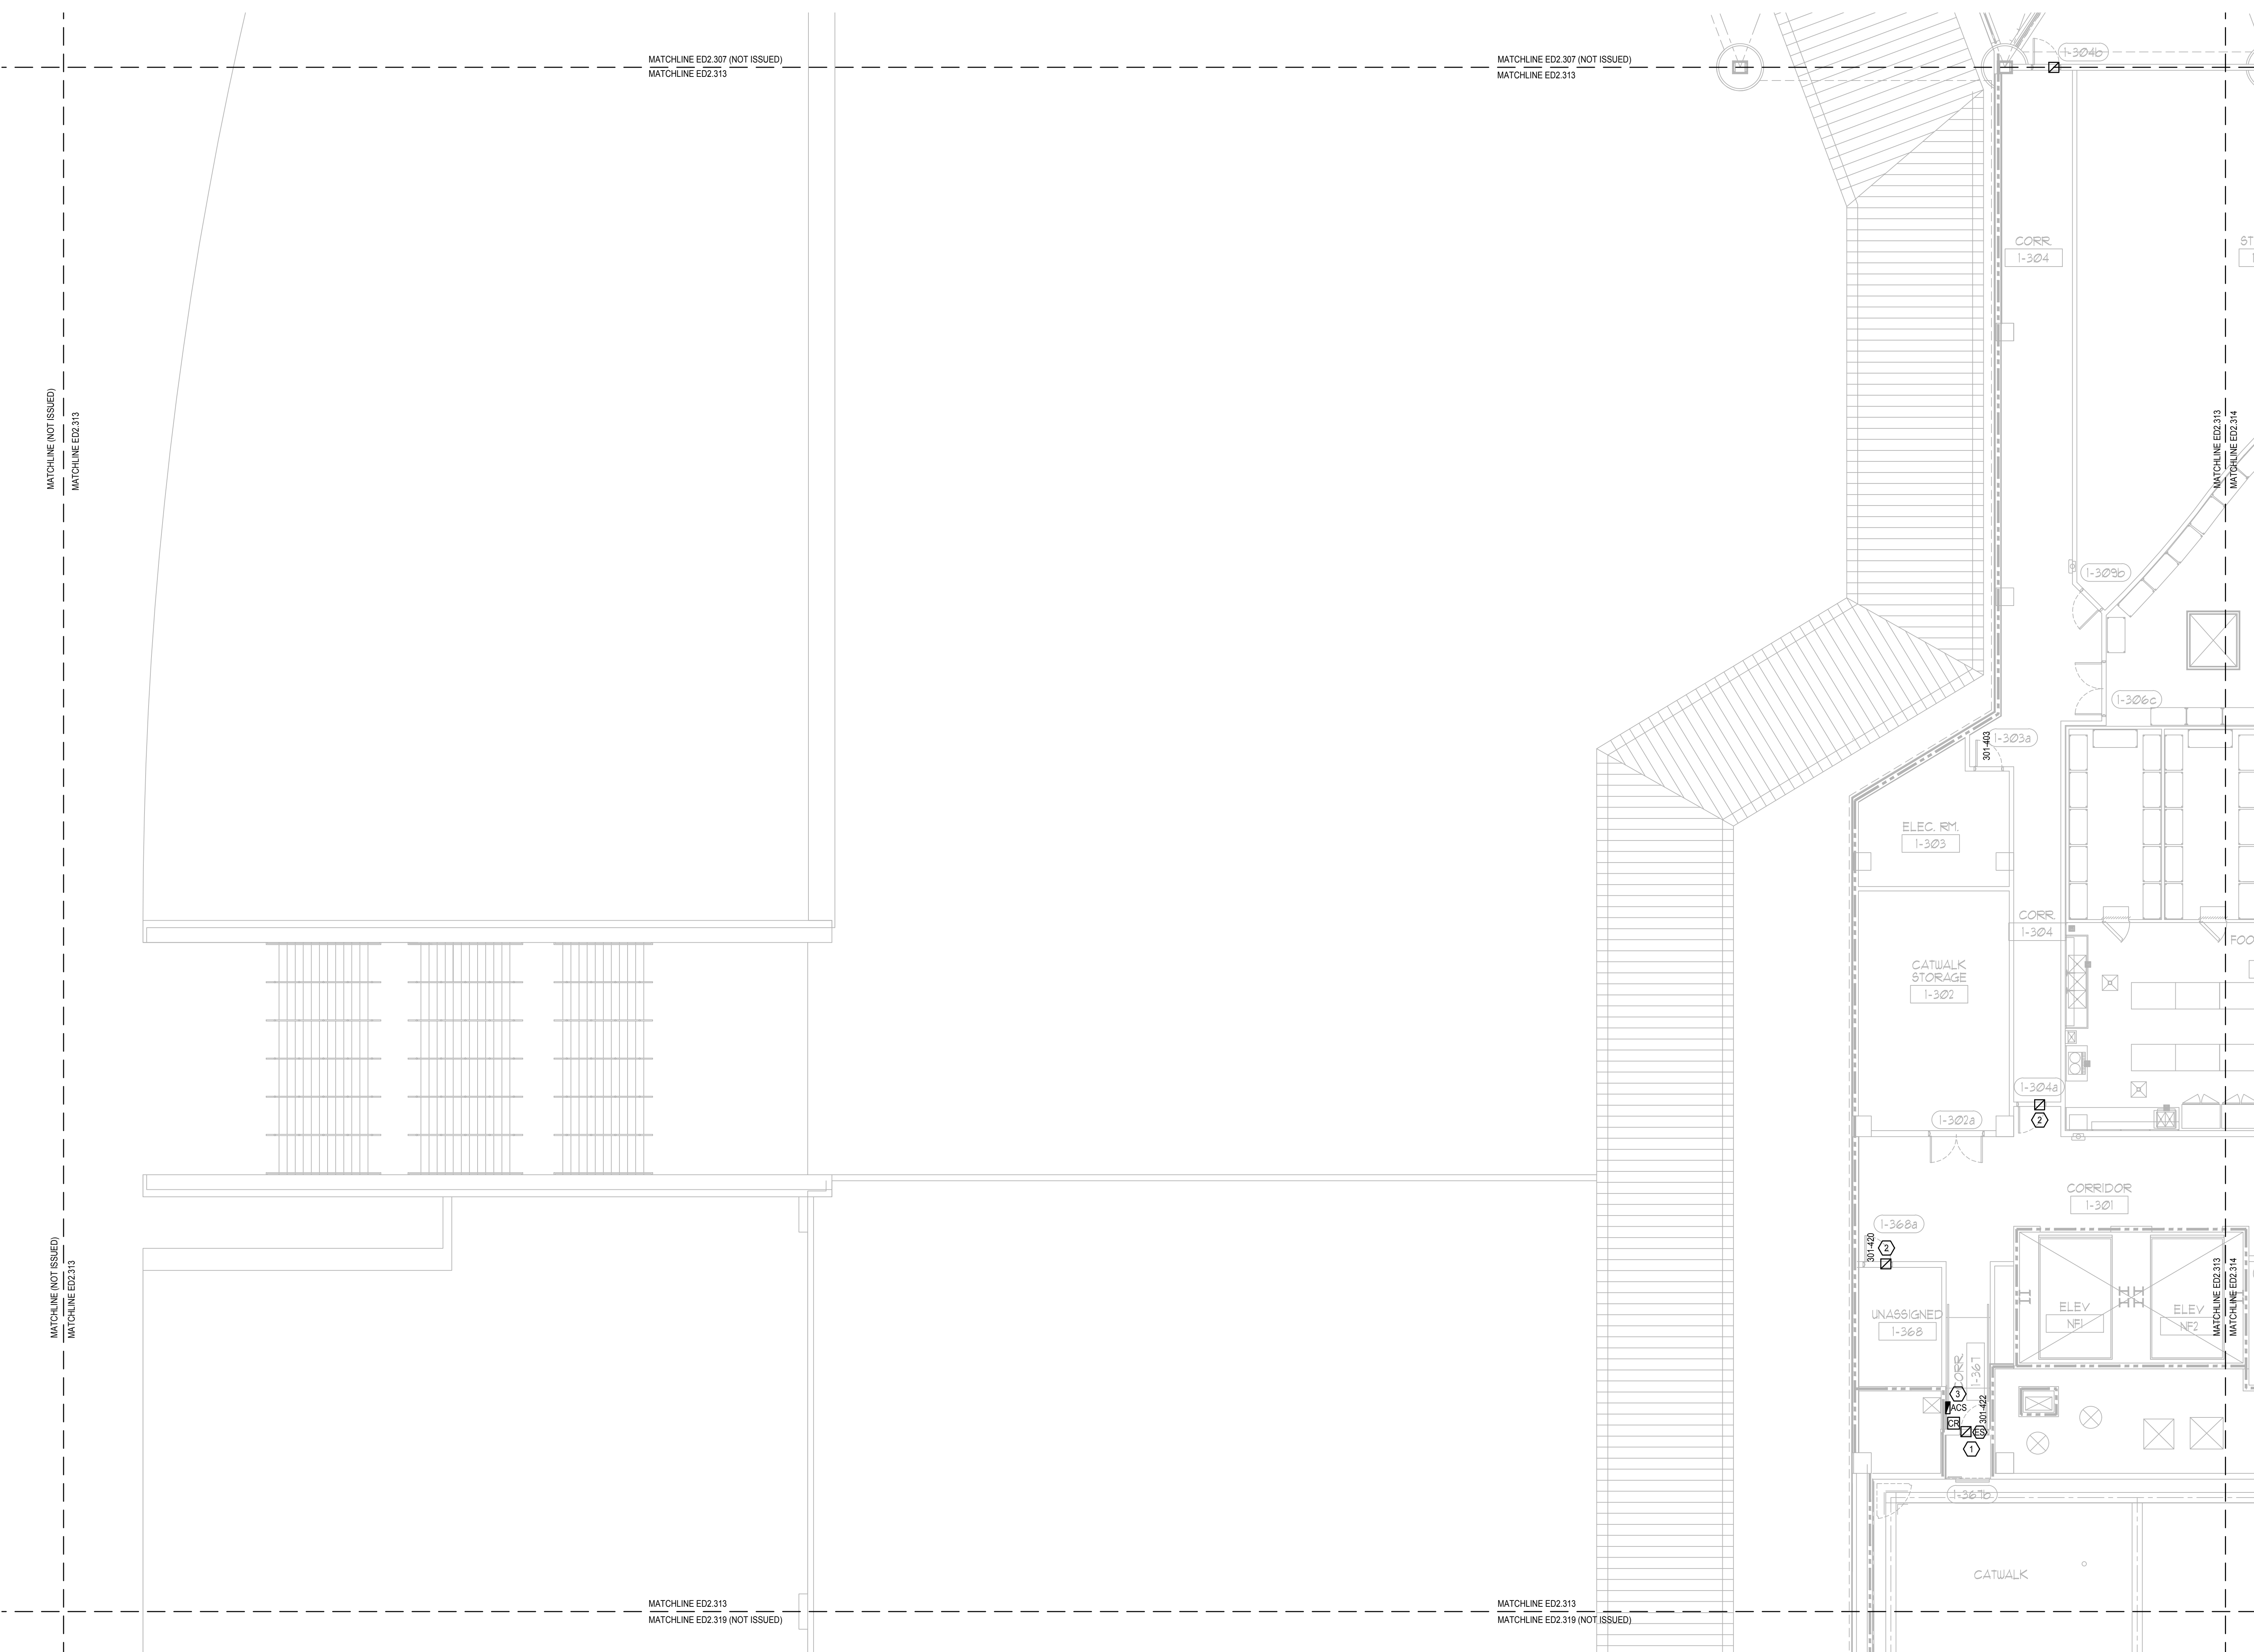 MATCHLINE ED2.307 (NOT ISSUED)
MATCHLINE ED2.313
MATCHLINE ED2.307 (NOT ISSUED)
MATCHLINE ED2.313
1-304b
CORR.
1-304
ST
MATCHLINE (NOT ISSUED)
MATCHLINE ED2.313
MATCHLINE ED2.313
MATCHLINE ED2.314
1-309b
1-306c
301-403
1-303a
ELEC. RM.
1-303
CORR.
1-304
FOO
CATWALK
STORAGE
1-302
1-304a
2
1-302a
CORRIDOR
1-301
1-368a
301-420
2
MATCHLINE (NOT ISSUED)
MATCHLINE ED2.313
MATCHLINE ED2.313
MATCHLINE ED2.314
UNASSIGNED
1-368
ELEV
NF1
ELEV
NF2
CORR
1-367
3
ACS
301-422
CR
ES
1
1-367b
CATWALK
MATCHLINE ED2.313
MATCHLINE ED2.319 (NOT ISSUED)
MATCHLINE ED2.313
MATCHLINE ED2.319 (NOT ISSUED)